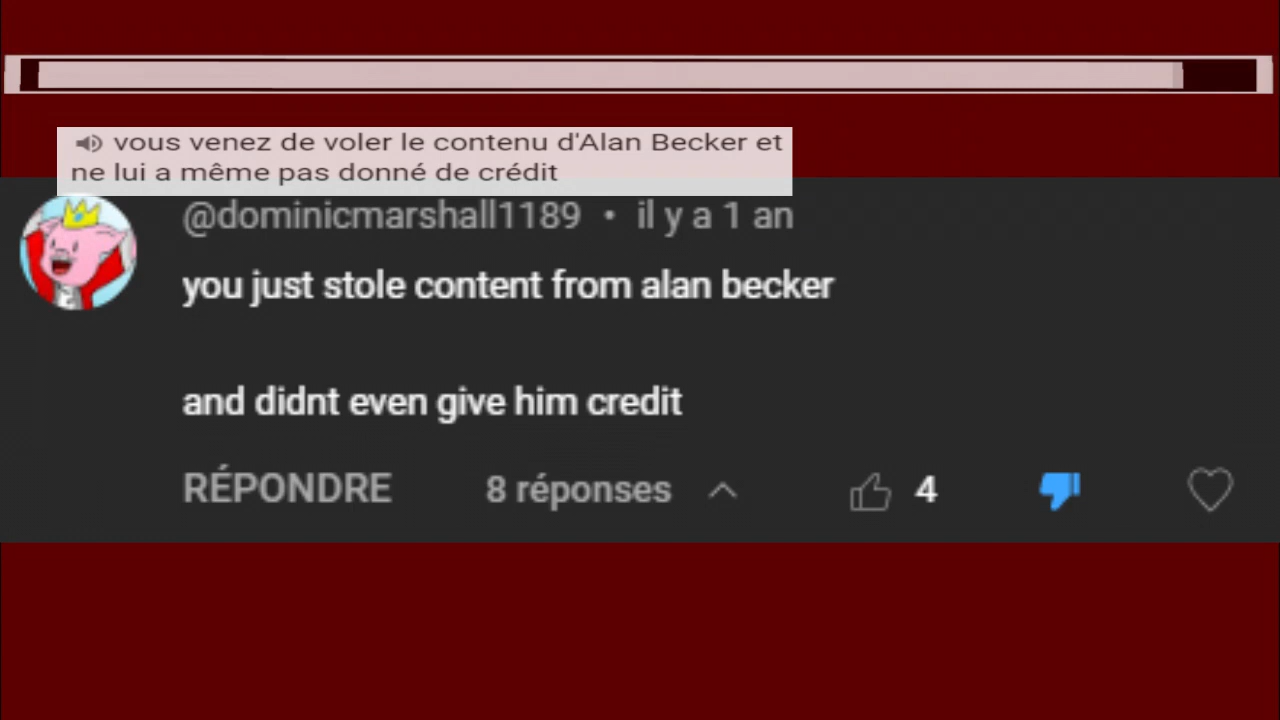 vous venez de voler le contenu d'Alan Becker et
ne lui a même pas donné de crédit
@dominicmarshall1189 • il y a 1 an
you just stole content from alan becker
and didnt even give him credit
RÉPONDRE 8 réponses 4